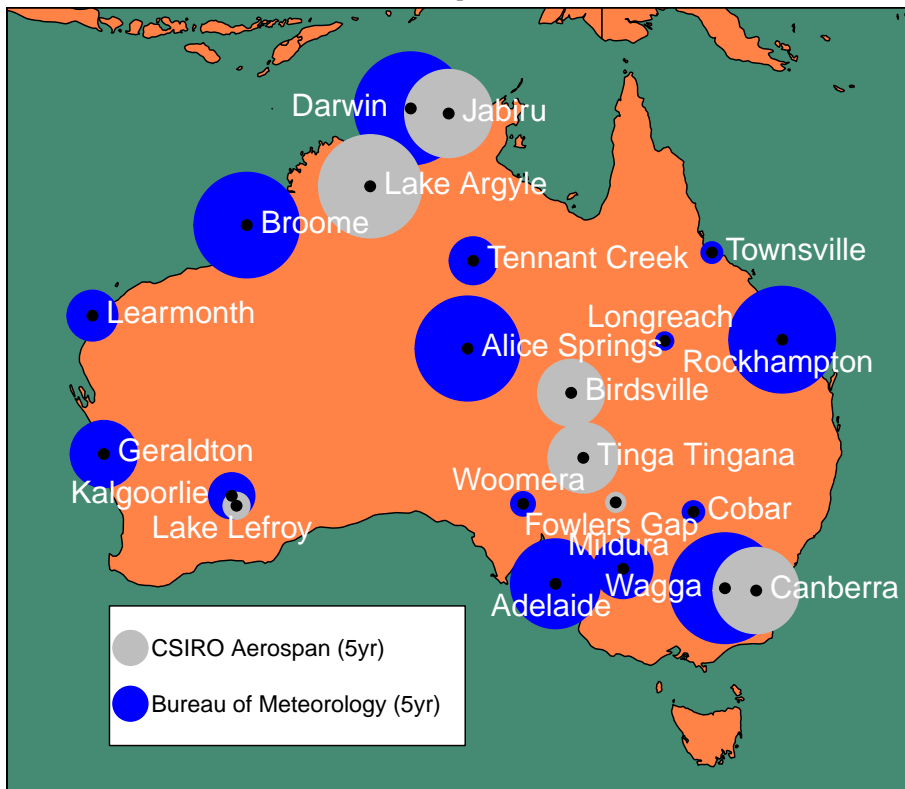 Darwin
Jabiru
Lake Argyle
Broome
Tennant Creek
Townsville
Learmonth
Longreach
Alice Springs
Rockhampton
Birdsville
Geraldton
Tinga Tingana
Kalgoorlie
Woomera
Lake Lefroy
Fowlers Gap
Cobar
Mildura
Wagga
Canberra
Adelaide
CSIRO Aerospan (5yr)
Bureau of Meteorology (5yr)